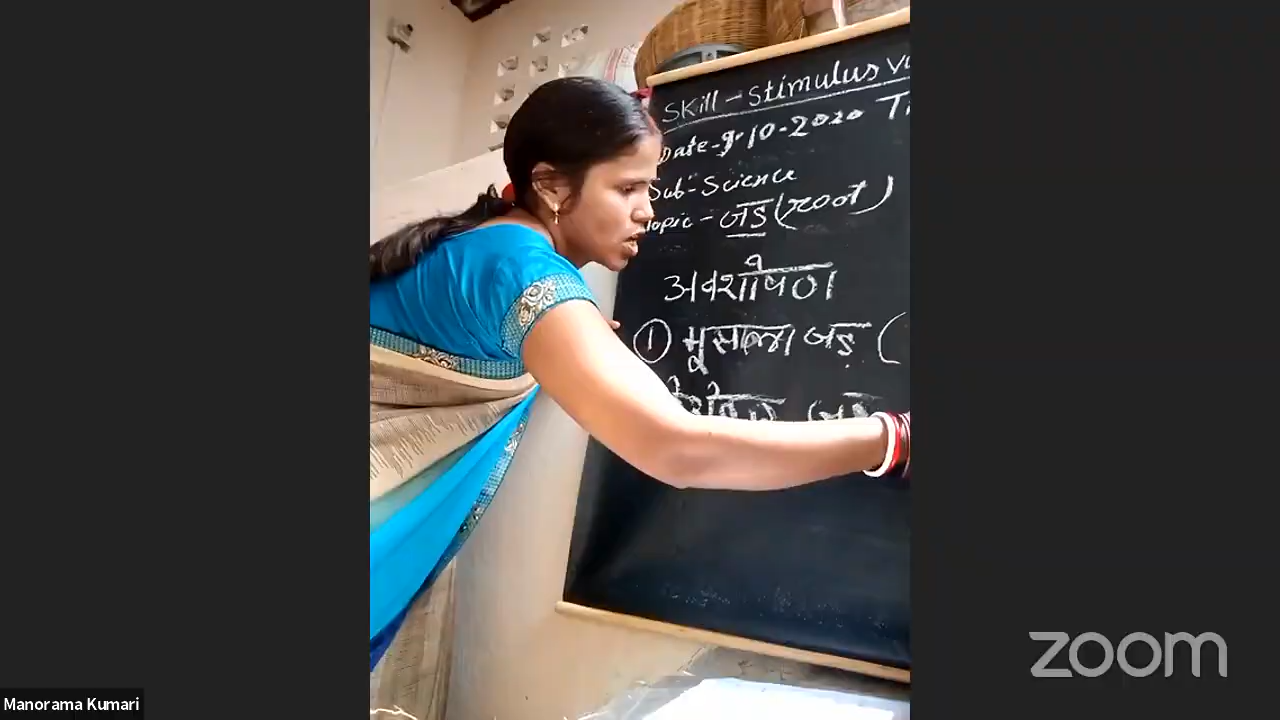 Skill - Stimulus
Date - 9-10-2020
Sub - Science
Topic - जड़ (root)
अवशोषण
① मूसला जड़ (
जड़
zoom
Manorama Kumari